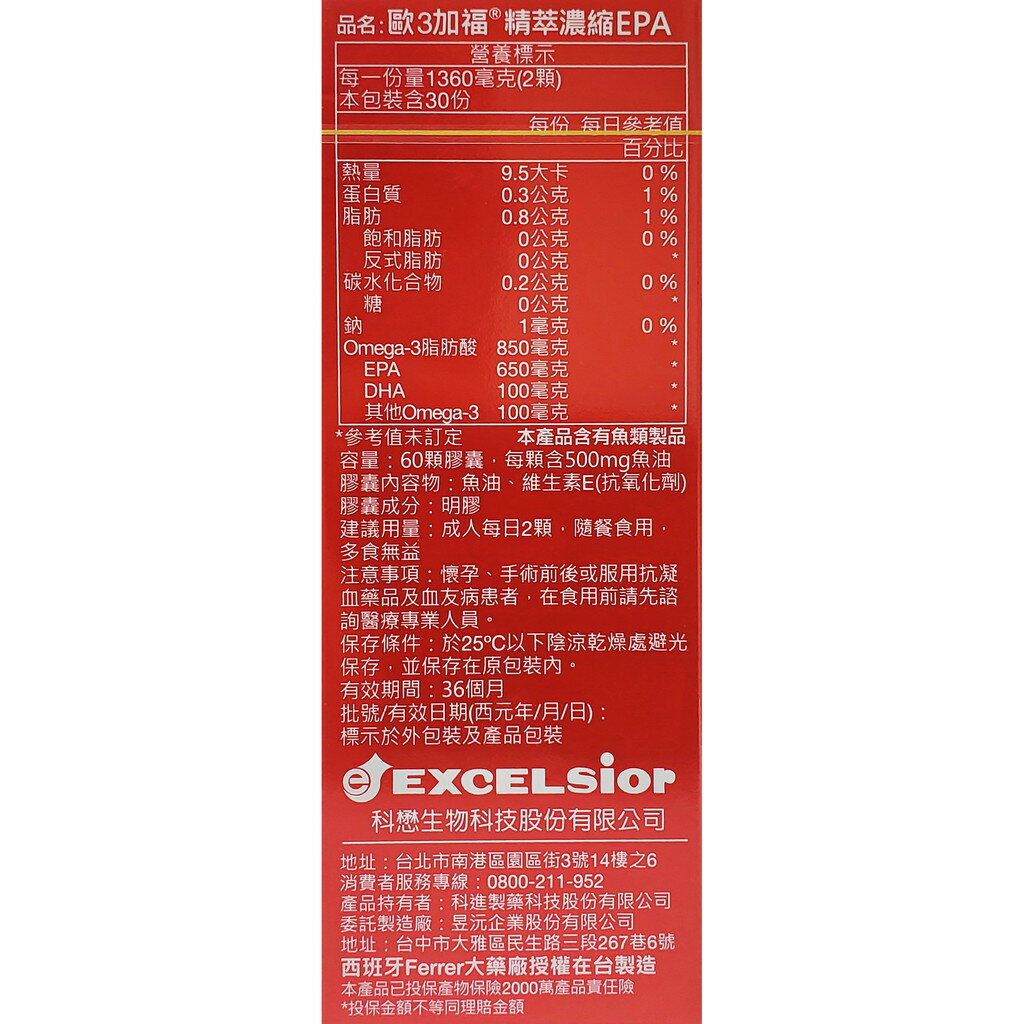 品名：歐3加福® 精萃濃縮EPA
營養標示
每一份量1360毫克(2顆)
本包裝含30份
每份 每日參考值
百分比
熱量 9.5大卡 0 %
蛋白質 0.3公克 1 %
脂肪 0.8公克 1 %
飽和脂肪 0公克 0 %
反式脂肪 0公克 *
碳水化合物 0.2公克 0 %
糖 0公克 *
鈉 1毫克 0 %
Omega-3脂肪酸 850毫克 *
EPA 650毫克 *
DHA 100毫克 *
其他Omega-3 100毫克 *
*參考值未訂定 本產品含有魚類製品
容量：60顆膠囊，每顆含500mg魚油
膠囊內容物：魚油、維生素E(抗氧化劑)
膠囊成分：明膠
建議用量：成人每日2顆，隨餐食用，
多食無益
注意事項：懷孕、手術前後或服用抗凝
血藥品及血友病患者，在食用前請先諮
詢醫療專業人員。
保存條件：於25ºC以下陰涼乾燥處避光
保存，並保存在原包裝內。
有效期間：36個月
批號/有效日期(西元年/月/日)：
標示於外包裝及產品包裝
e EXCELSior
科懋生物科技股份有限公司
地址：台北市南港區園區街3號14樓之6
消費者服務專線：0800-211-952
產品持有者：科進製藥科技股份有限公司
委託製造廠：昱沅企業股份有限公司
地址：台中市大雅區民生路三段267巷6號
西班牙Ferrer大藥廠授權在台製造
本產品已投保產物保險2000萬產品責任險
*投保金額不等同理賠金額